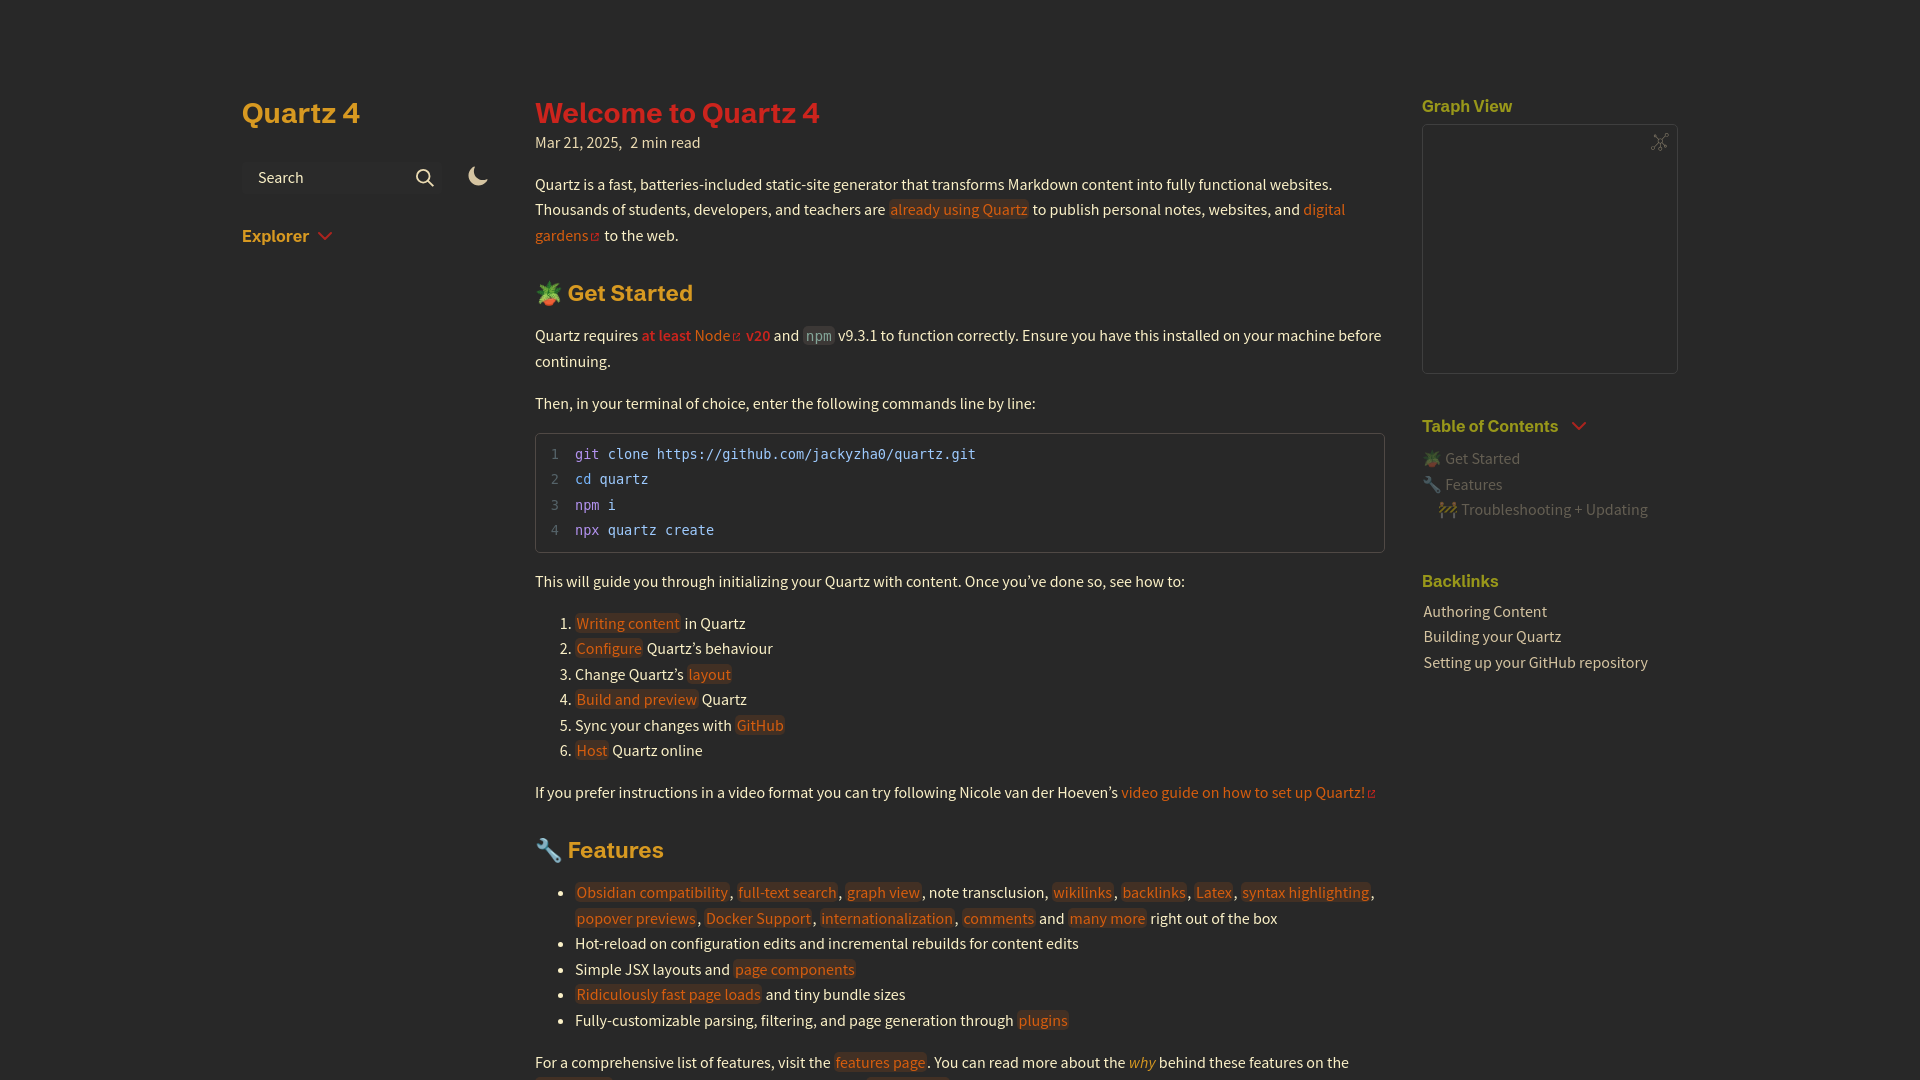 Quartz 4
Search
Explorer
Welcome to Quartz 4
Mar 21, 2025, 2 min read
Quartz is a fast, batteries-included static-site generator that transforms Markdown content into fully functional websites.
Thousands of students, developers, and teachers are already using Quartz to publish personal notes, websites, and digital
gardens to the web.
🪴 Get Started
Quartz requires at least Node v20 and npm v9.3.1 to function correctly. Ensure you have this installed on your machine before
continuing.
Then, in your terminal of choice, enter the following commands line by line:
1 git clone https://github.com/jackyzha0/quartz.git
2 cd quartz
3 npm i
4 npx quartz create
This will guide you through initializing your Quartz with content. Once you’ve done so, see how to:
1. Writing content in Quartz
2. Configure Quartz’s behaviour
3. Change Quartz’s layout
4. Build and preview Quartz
5. Sync your changes with GitHub
6. Host Quartz online
If you prefer instructions in a video format you can try following Nicole van der Hoeven’s video guide on how to set up Quartz!
🔧 Features
• Obsidian compatibility, full-text search, graph view, note transclusion, wikilinks, backlinks, Latex, syntax highlighting,
popover previews, Docker Support, internationalization, comments and many more right out of the box
• Hot-reload on configuration edits and incremental rebuilds for content edits
• Simple JSX layouts and page components
• Ridiculously fast page loads and tiny bundle sizes
• Fully-customizable parsing, filtering, and page generation through plugins
For a comprehensive list of features, visit the features page. You can read more about the why behind these features on the
Graph View
Table of Contents
🪴 Get Started
🔧 Features
🚧 Troubleshooting + Updating
Backlinks
Authoring Content
Building your Quartz
Setting up your GitHub repository